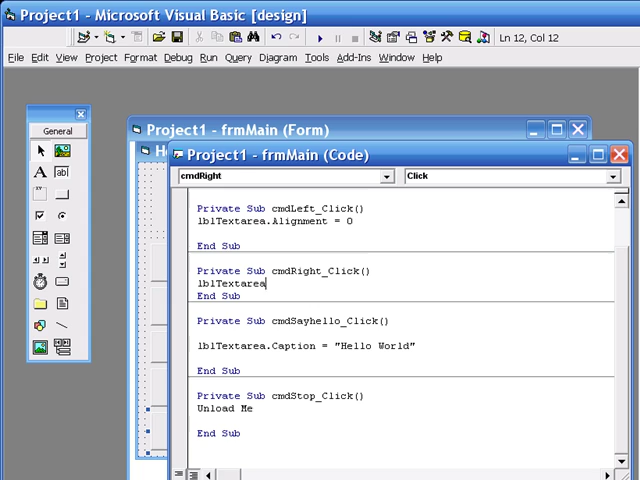 Project1 - Microsoft Visual Basic [design]
Ln 12, Col 12
File Edit View Project Format Debug Run Query Diagram Tools Add-Ins Window Help
General
A ab|
XY
Project1 - frmMain (Form)
Project1 - frmMain (Code)
cmdRight Click
Private Sub cmdLeft_Click()
lblTextarea.Alignment = 0
End Sub
Private Sub cmdRight_Click()
lblTextarea
End Sub
Private Sub cmdSayhello_Click()
lblTextarea.Caption = "Hello World"
End Sub
Private Sub cmdStop_Click()
Unload Me
End Sub